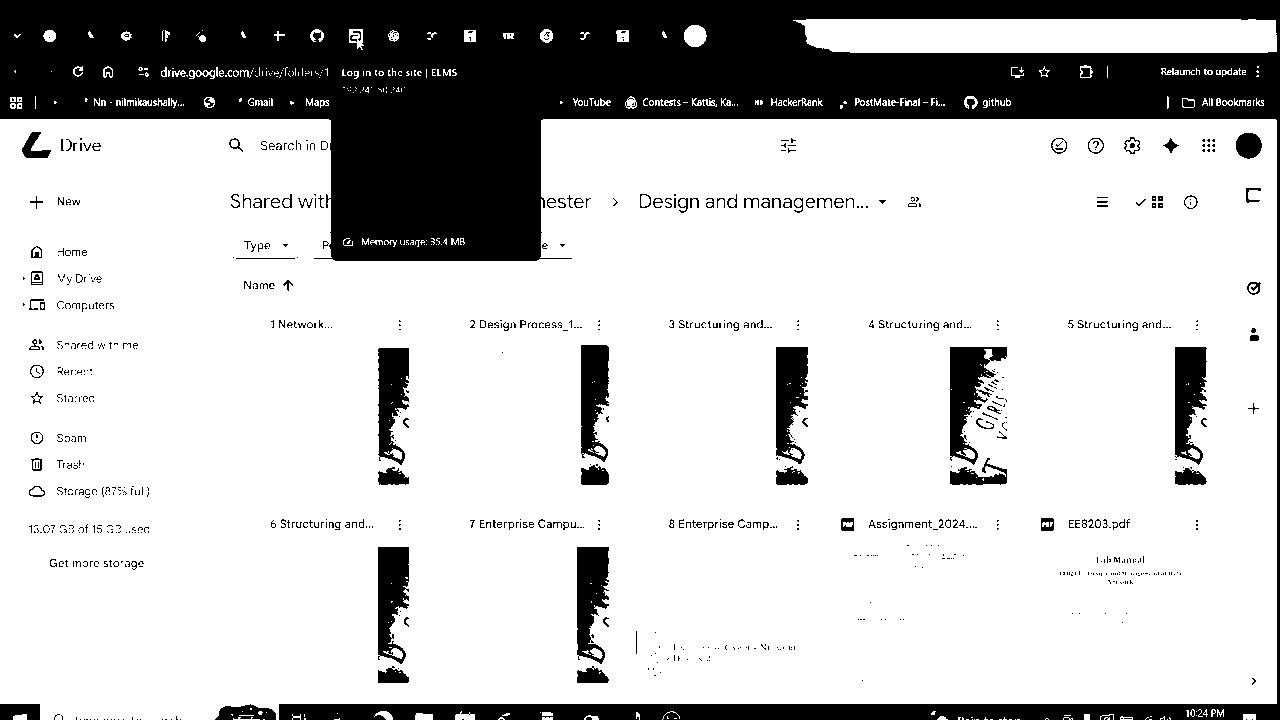 drive.google.com/drive/folders/1
Log in to the site | ELMS
Relaunch to update
Nn - nilmikaushally...
Gmail
Maps
YouTube
Contests – Kattis, Ka...
HackerRank
PostMate-Final – Fi...
github
All Bookmarks
Drive
Search in Dr
Memory usage: 35.4 MB
New
Shared with
nester
Design and managemen...
Type
Pe
e
Home
My Drive
Computers
Name
Shared with me
Recent
Starred
Spam
Trash
Storage (87% full)
13.07 GB of 15 GB used
Get more storage
1 Network...
2 Design Process_1...
3 Structuring and...
4 Structuring and...
5 Structuring and...
6 Structuring and...
7 Enterprise Campu...
8 Enterprise Camp...
Assignment_2024....
EE8203.pdf
GIRLS
Lab Manual
10:24 PM